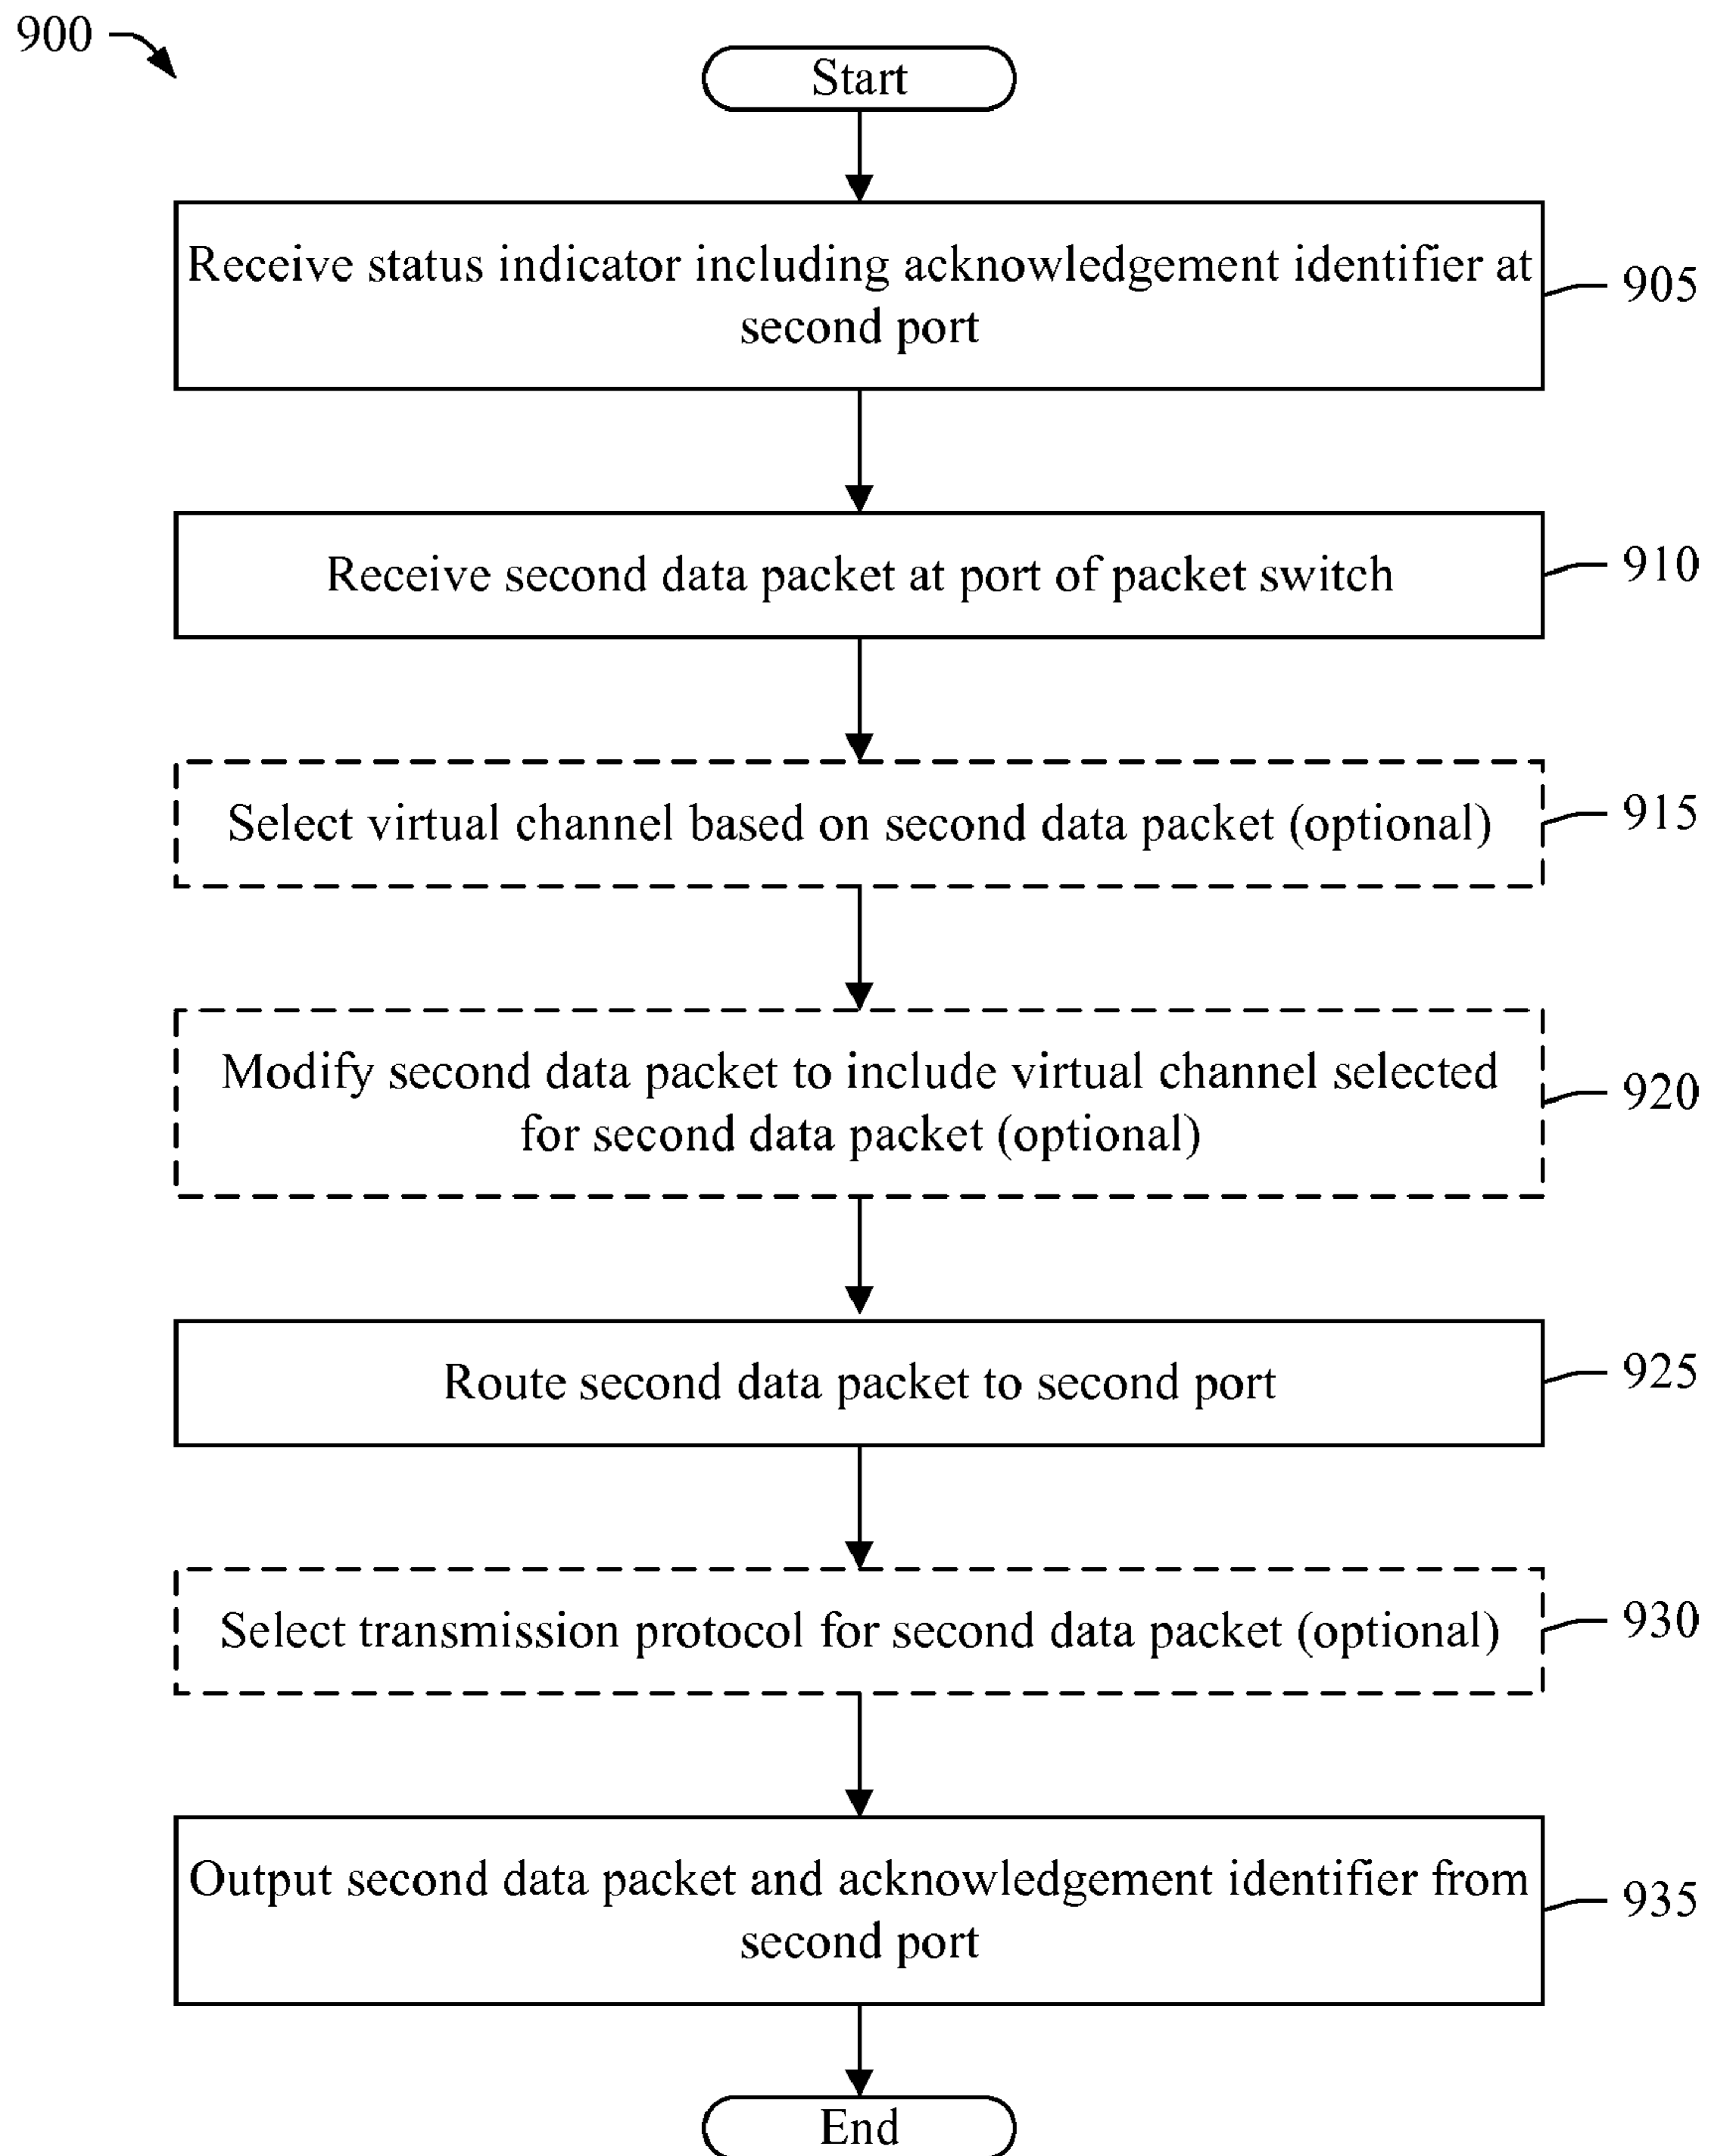 900
Start
Receive status indicator including acknowledgement identifier at
second port
905
Receive second data packet at port of packet switch
910
Select virtual channel based on second data packet (optional)
915
Modify second data packet to include virtual channel selected
for second data packet (optional)
920
Route second data packet to second port
925
Select transmission protocol for second data packet (optional)
930
Output second data packet and acknowledgement identifier from
second port
935
End